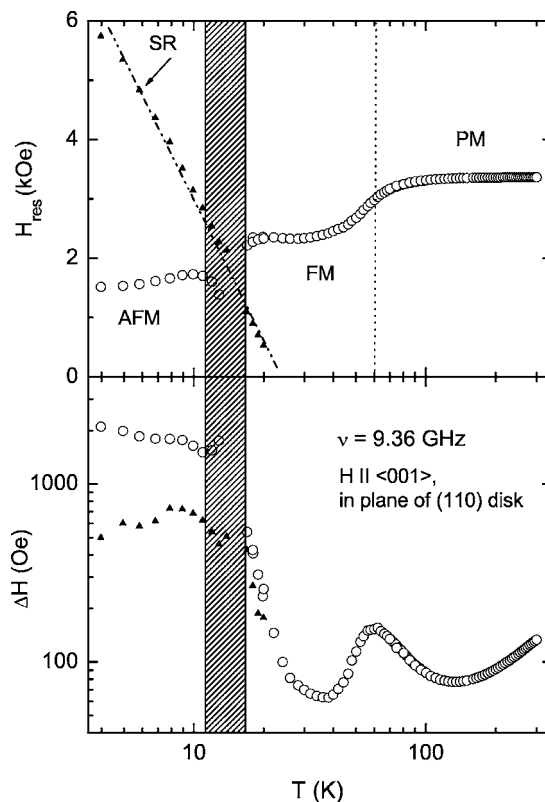 6
SR
PM
4
H_res (kOe)
2
FM
AFM
0
ν = 9.36 GHz
H II <001>,
in plane of (110) disk
1000
ΔH (Oe)
100
10
100
T (K)